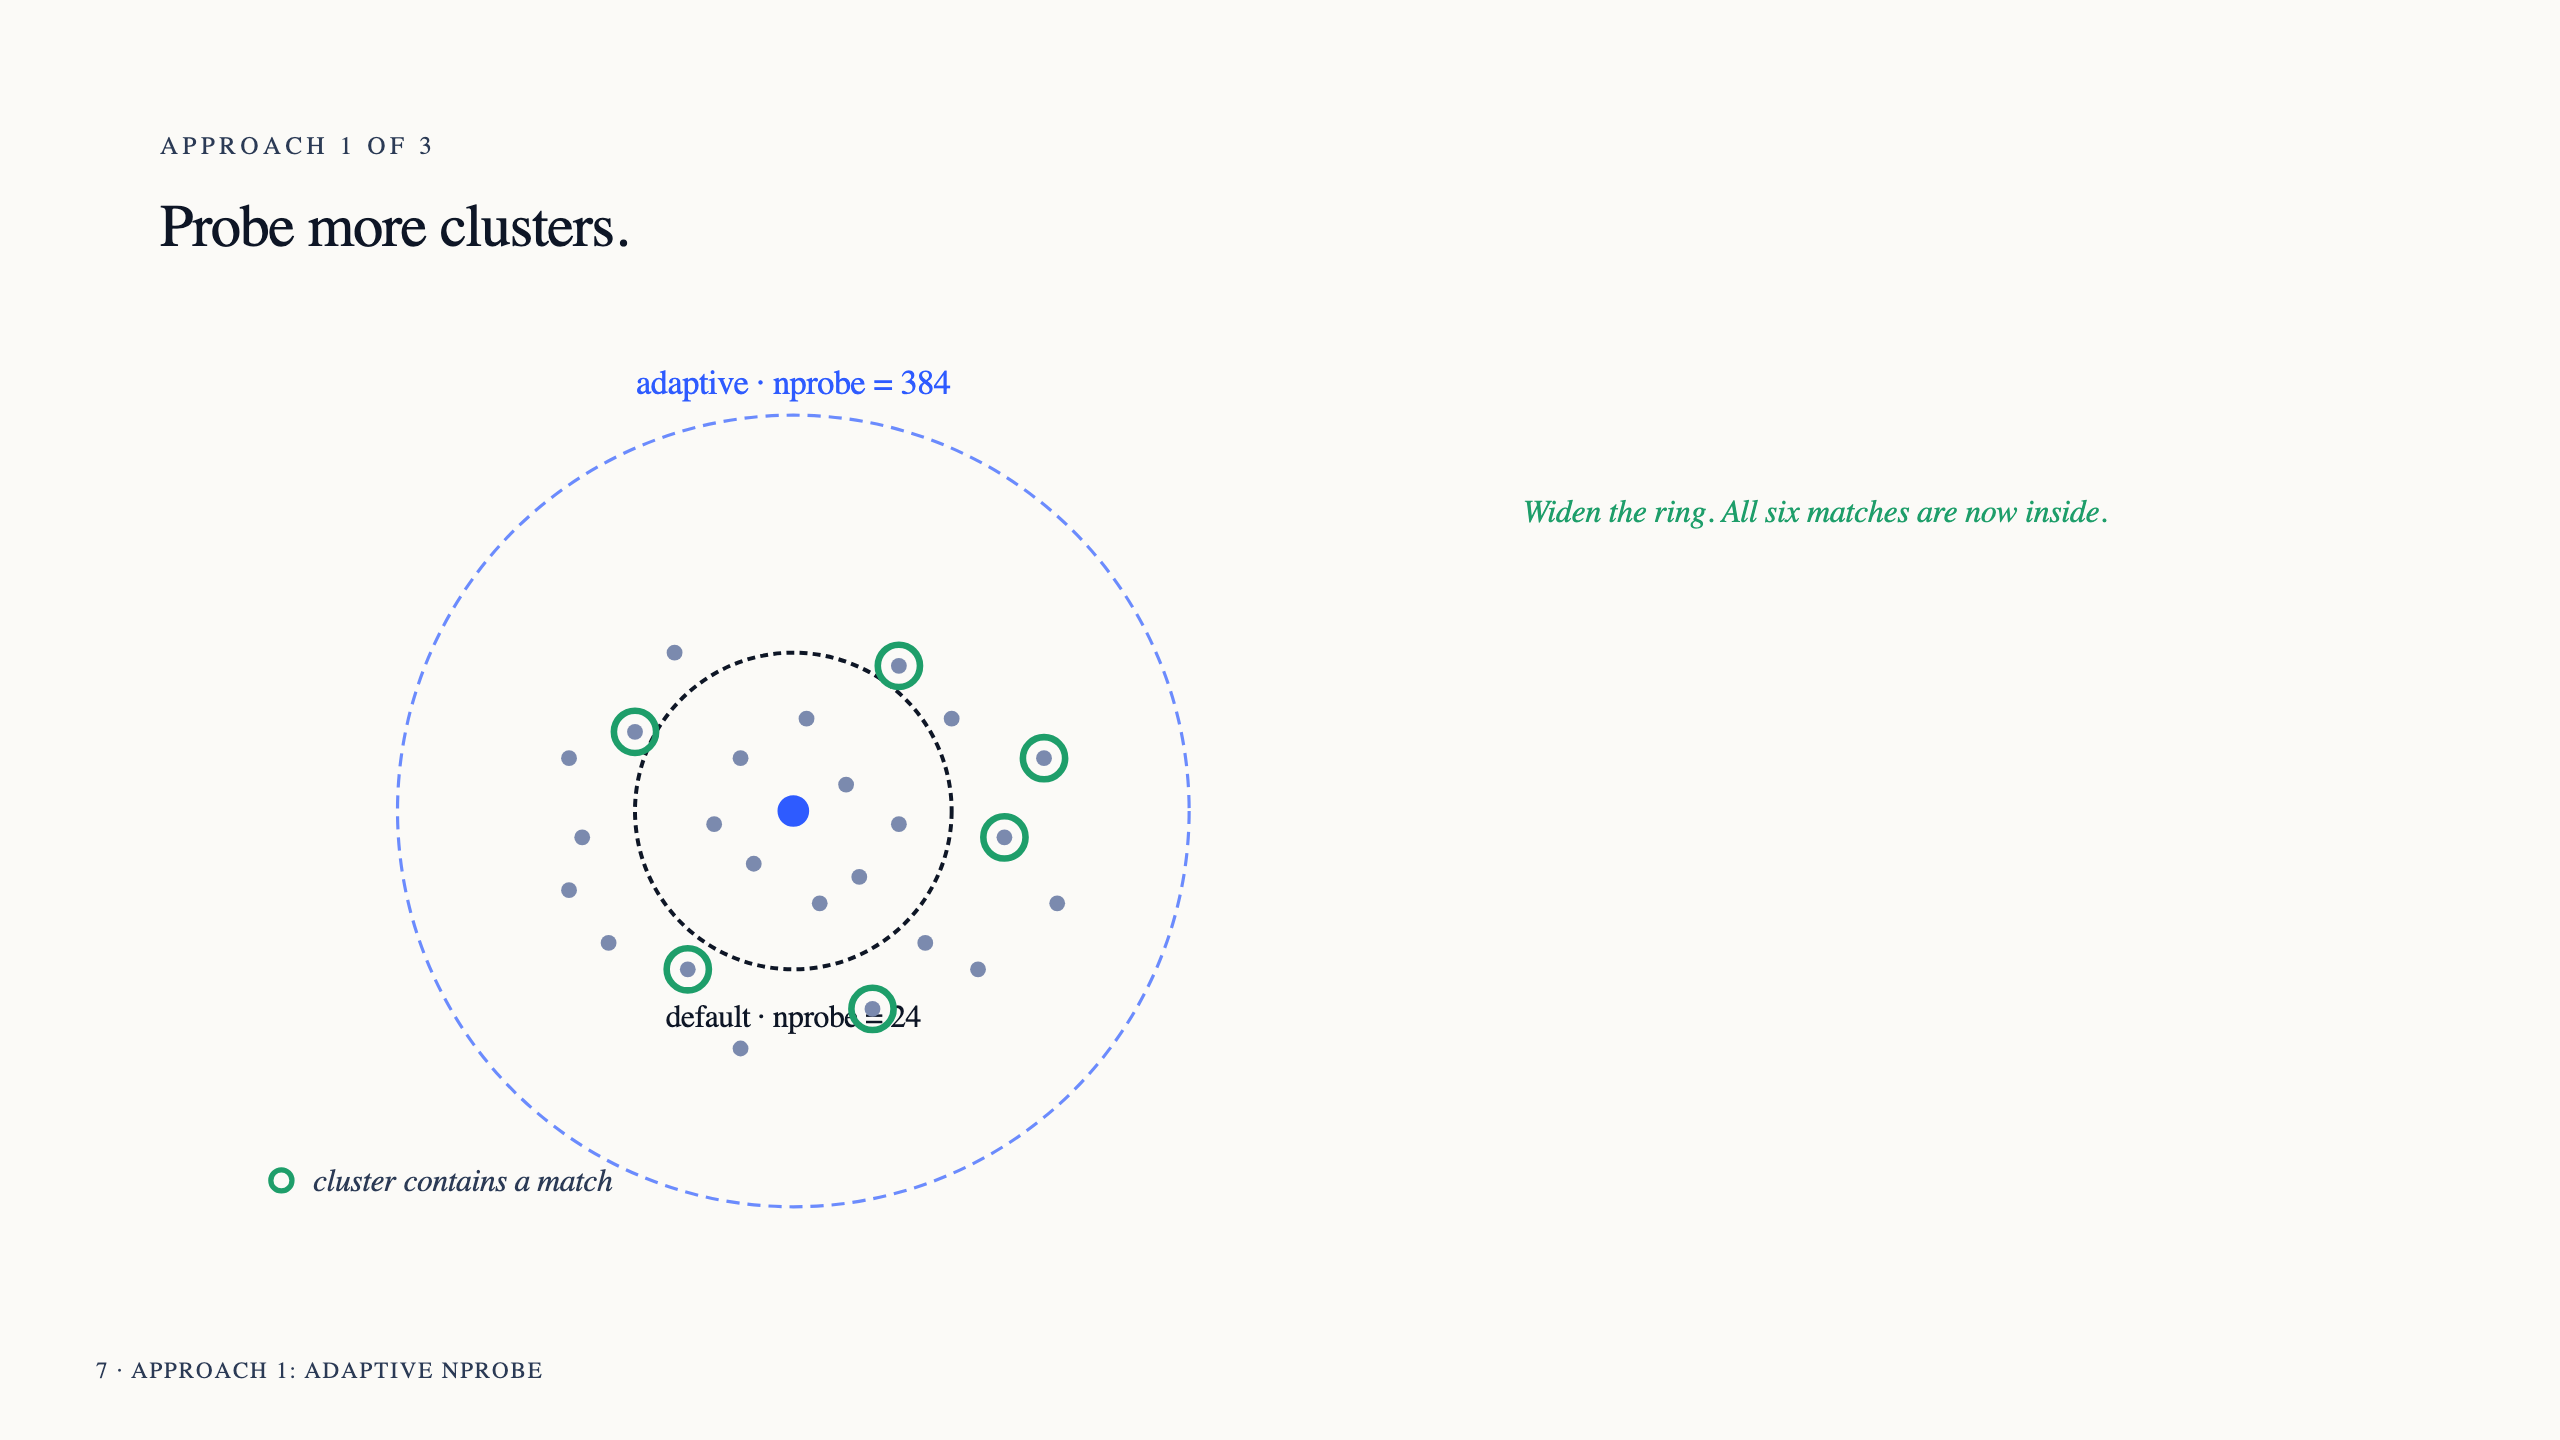 APPROACH 1 OF 3
Probe more clusters.
adaptive · nprobe = 384
Widen the ring. All six matches are now inside.
default · nprobe = 24
cluster contains a match
7 · APPROACH 1: ADAPTIVE NPROBE